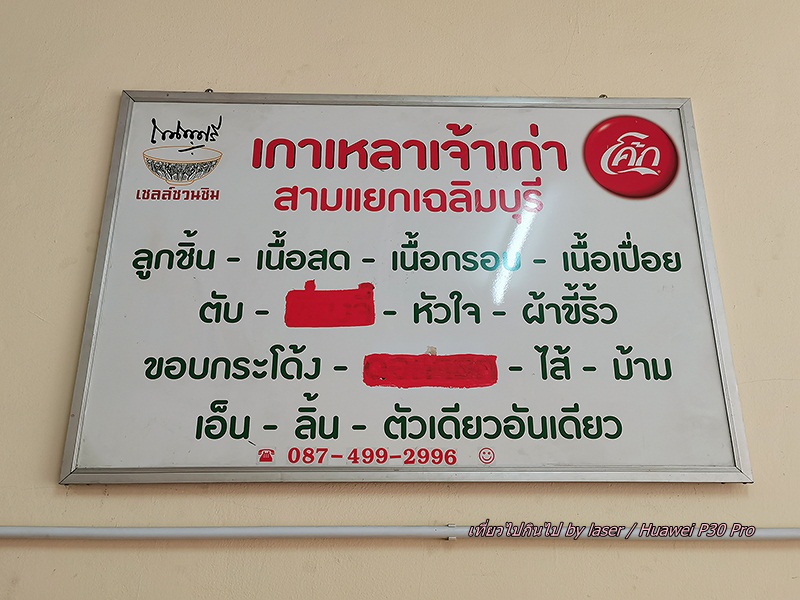 เชลล์ชวนชิม
เกาเหลาเจ้าเก่า
โค้ก
สามแยกเฉลิมบุรี
ลูกชิ้น - เนื้อสด - เนื้อกรอบ - เนื้อเปื่อย
ตับ - - หัวใจ - ผ้าขี้ริ้ว
ขอบกระโด้ง - - ไส้ - ม้าม
เอ็น - ลิ้น - ตัวเดียวอันเดียว
087-499-2996
เที่ยวไปกินไป by laser / Huawei P30 Pro